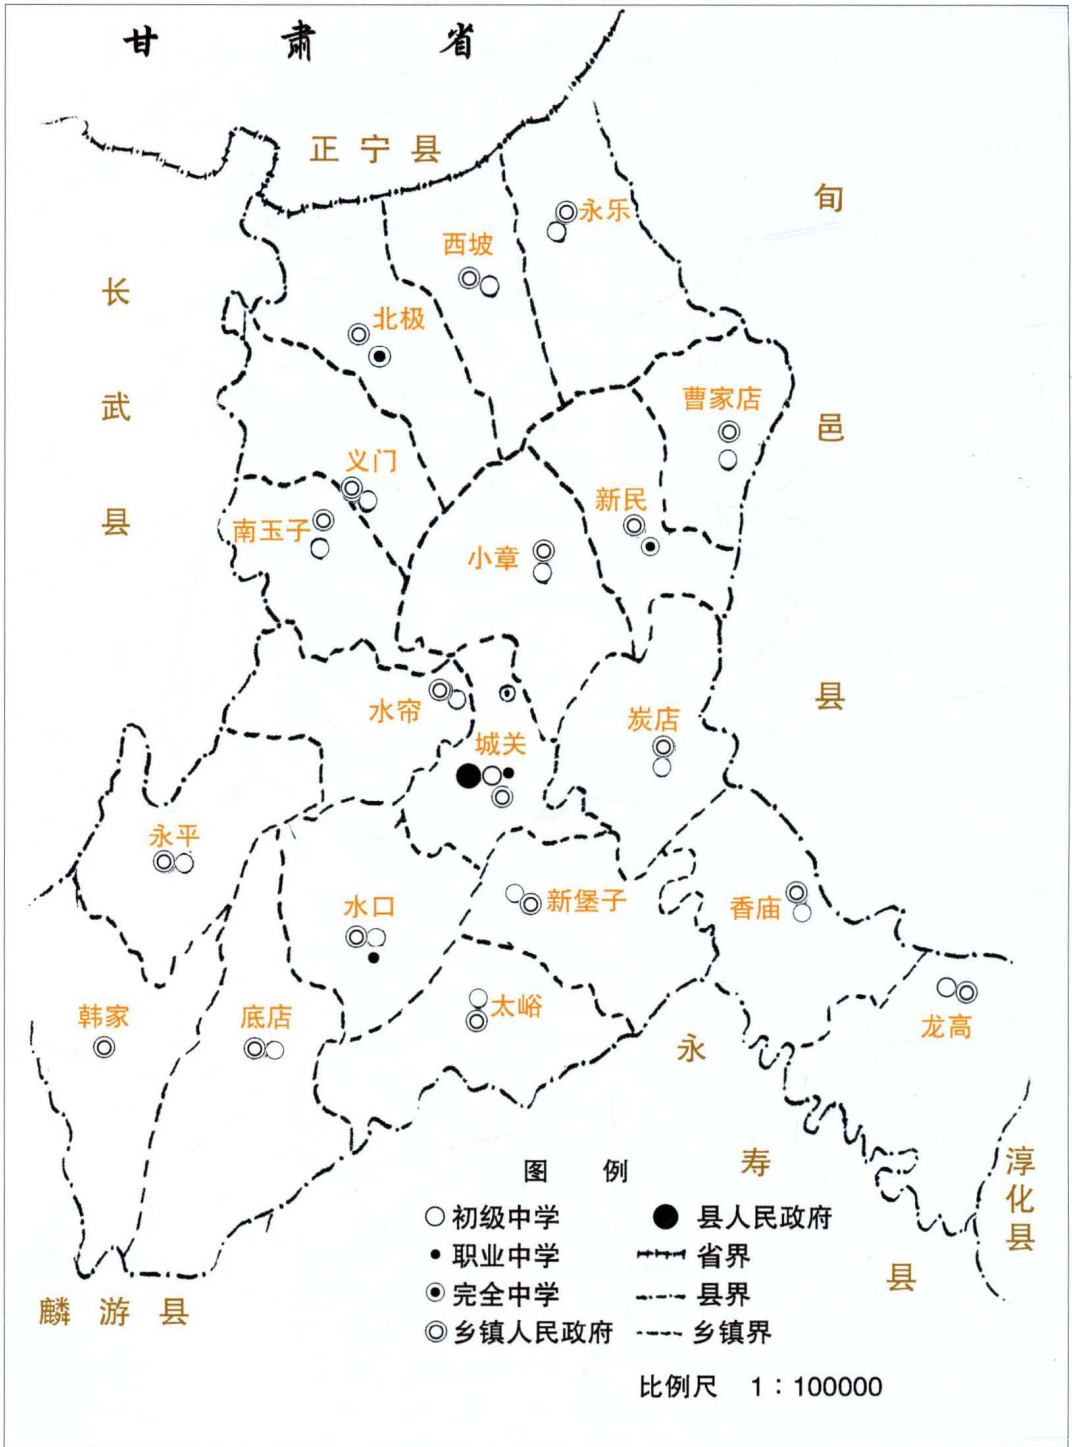 甘肃省
正宁县
永乐
旬邑县
西坡
长武县
北极
曹家店
义门
新民
南玉子
小章
水帘
炭店
城关
永平
水口
新堡子
香庙
韩家
底店
太峪
龙高
永寿县
淳化县
麟游县
图 例
初级中学
县人民政府
职业中学
省界
完全中学
县界
乡镇人民政府
乡镇界
比例尺 1：100000